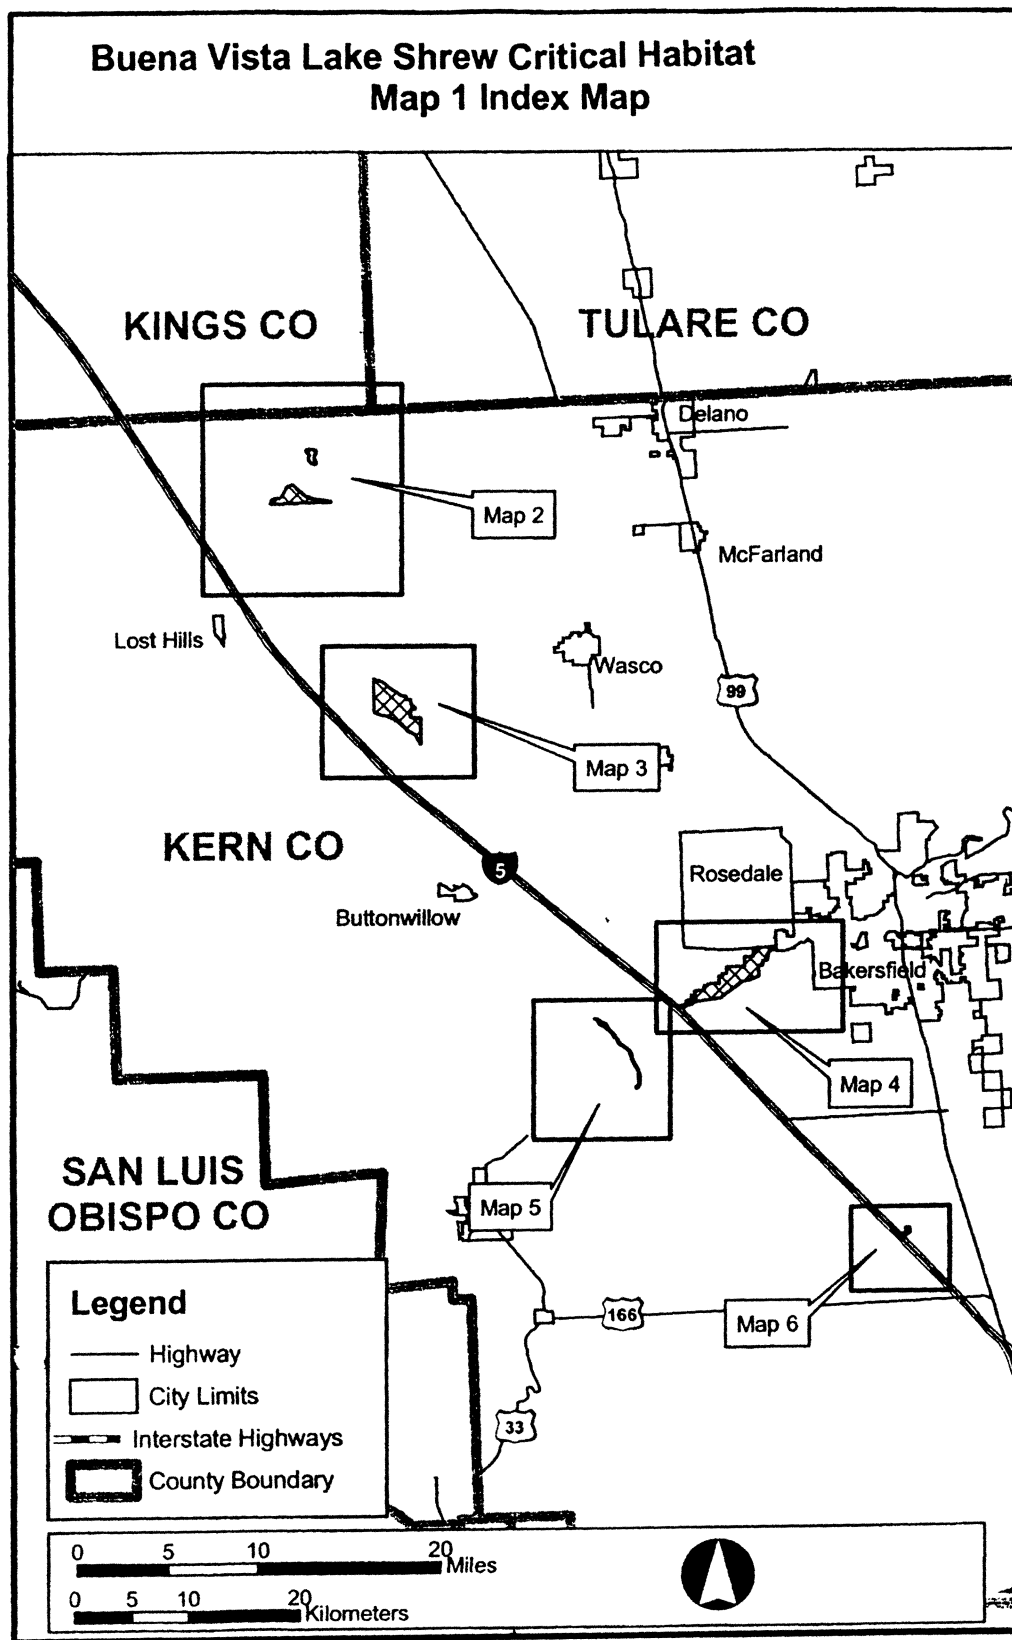 Buena Vista Lake Shrew Critical Habitat
Map 1 Index Map
KINGS CO
TULARE CO
Delano
Map 2
McFarland
Lost Hills
Wasco
99
Map 3
KERN CO
5
Rosedale
Buttonwillow
Bakersfield
Map 4
SAN LUIS
OBISPO CO
Map 5
Map 6
166
33
Legend
Highway
City Limits
Interstate Highways
County Boundary
0 5 10 20 Miles
0 5 10 20 Kilometers